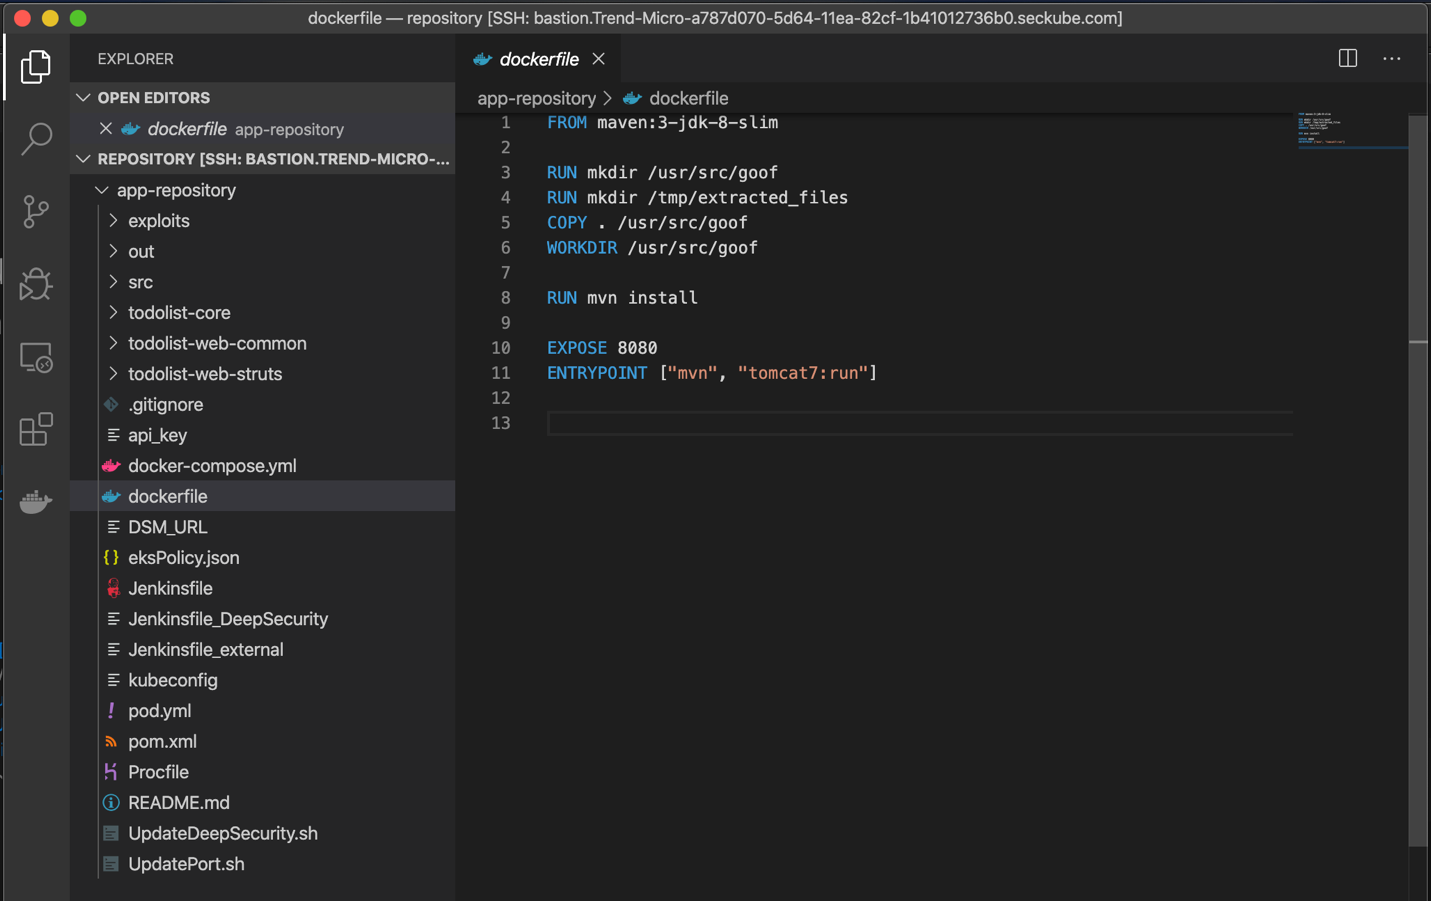 dockerfile — repository [SSH: bastion.Trend-Micro-a787d070-5d64-11ea-82cf-1b41012736b0.seckube.com]
EXPLORER
OPEN EDITORS
dockerfile app-repository
REPOSITORY [SSH: BASTION.TREND-MICRO-...
app-repository
exploits
out
src
todolist-core
todolist-web-common
todolist-web-struts
.gitignore
api_key
docker-compose.yml
dockerfile
DSM_URL
eksPolicy.json
Jenkinsfile
Jenkinsfile_DeepSecurity
Jenkinsfile_external
kubeconfig
pod.yml
pom.xml
Procfile
README.md
UpdateDeepSecurity.sh
UpdatePort.sh
dockerfile
app-repository > dockerfile
1 FROM maven:3-jdk-8-slim
2
3 RUN mkdir /usr/src/goof
4 RUN mkdir /tmp/extracted_files
5 COPY . /usr/src/goof
6 WORKDIR /usr/src/goof
7
8 RUN mvn install
9
10 EXPOSE 8080
11 ENTRYPOINT ["mvn", "tomcat7:run"]
12
13